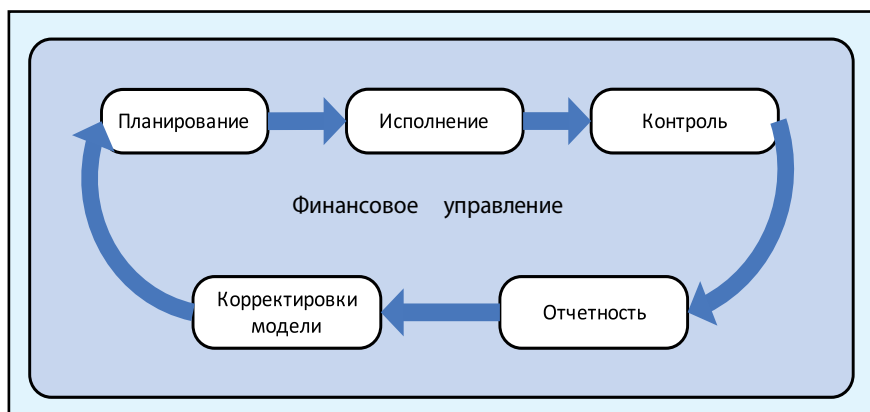 Планирование
Исполнение
Контроль
Финансовое управление
Корректировки
модели
Отчетность